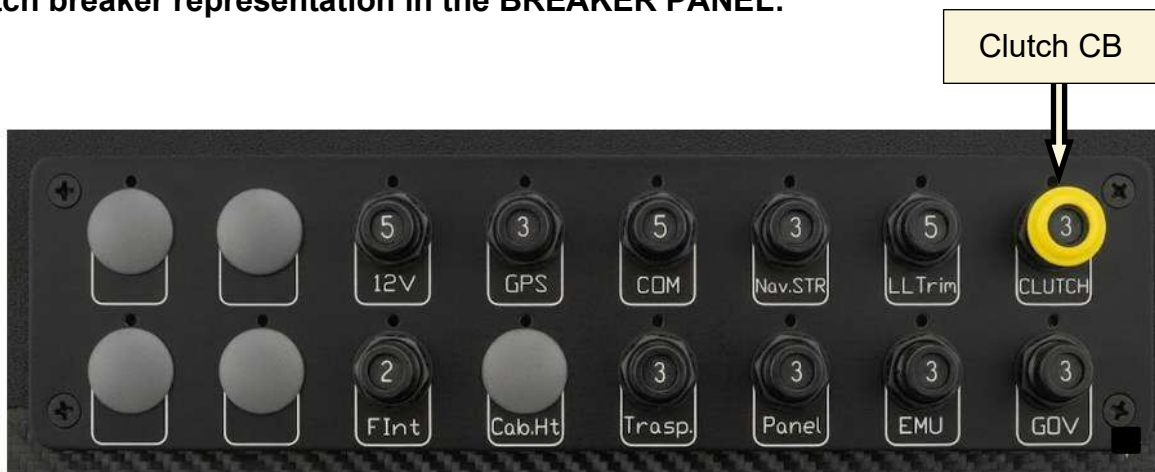 tch breaker representation in the BREAKER PANEL:
Clutch CB
5 3 5 3 5 3
12V GPS COM Nav.STR LLTrim CLUTCH
2 3 3 3 3
FInt Cab.Ht Trasp. Panel EMU GOV